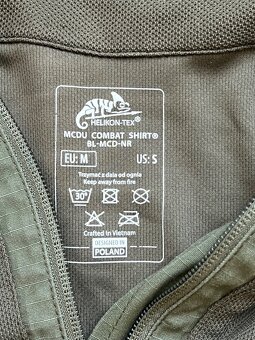 HELIKON-TEX®
MCDU COMBAT SHIRT®
BL-MCD-NR
EU: M US: S
Trzymać z dala od ognia
Keep away from fire
30°
Crafted in Vietnam
DESIGNED IN
POLAND